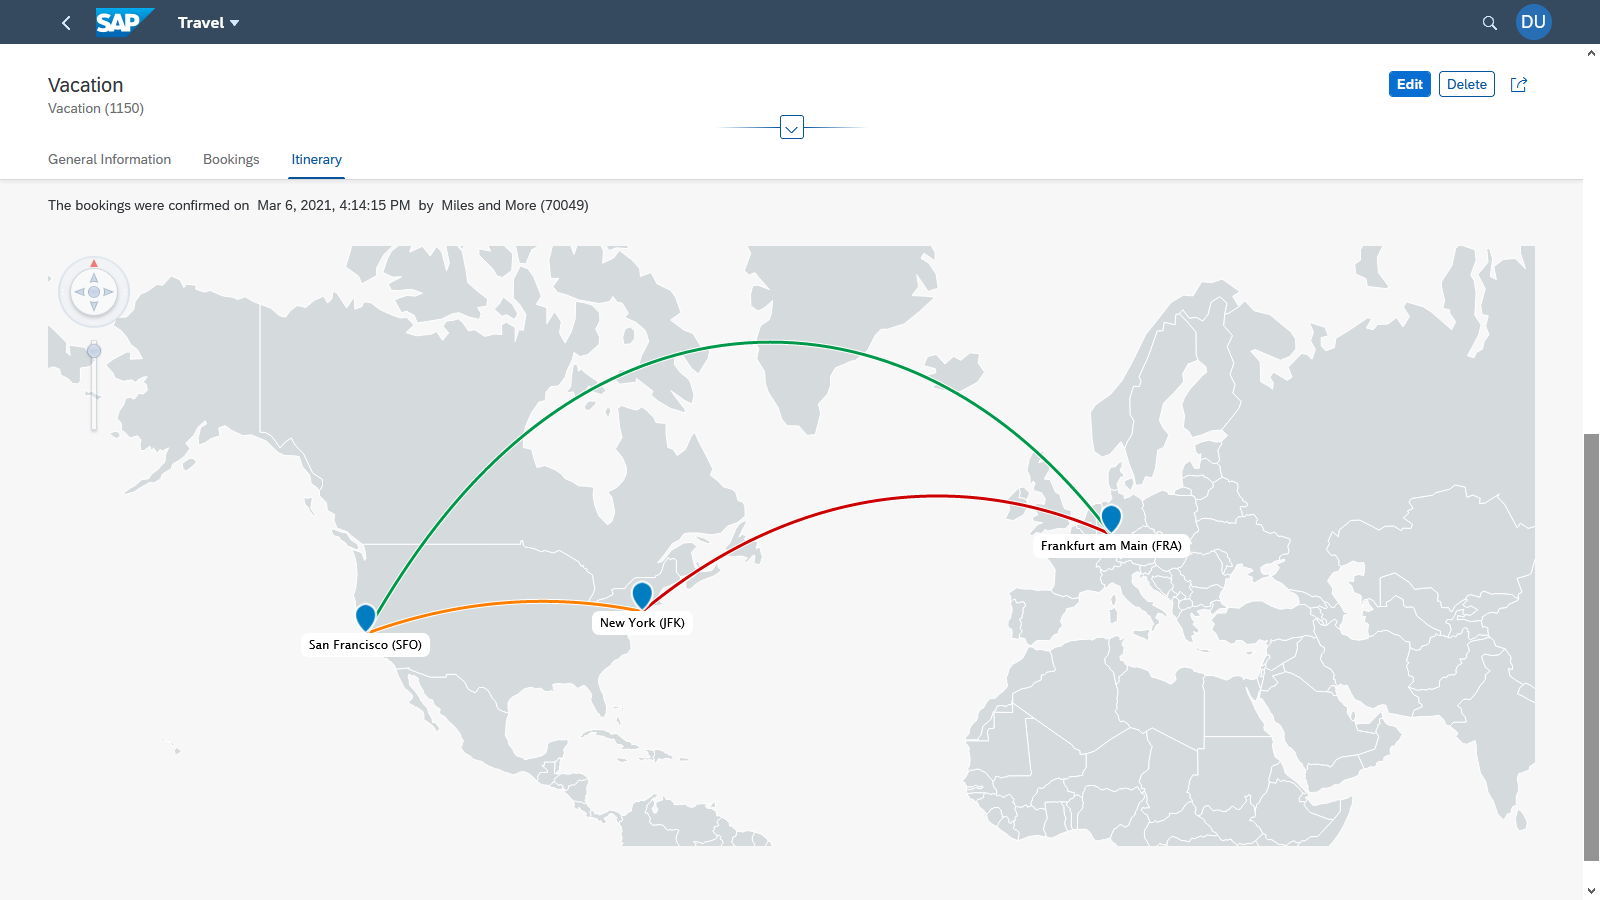 SAP Travel
DU
Vacation
Edit Delete
Vacation (1150)
General Information Bookings Itinerary
The bookings were confirmed on Mar 6, 2021, 4:14:15 PM by Miles and More (70049)
Frankfurt am Main (FRA)
New York (JFK)
San Francisco (SFO)